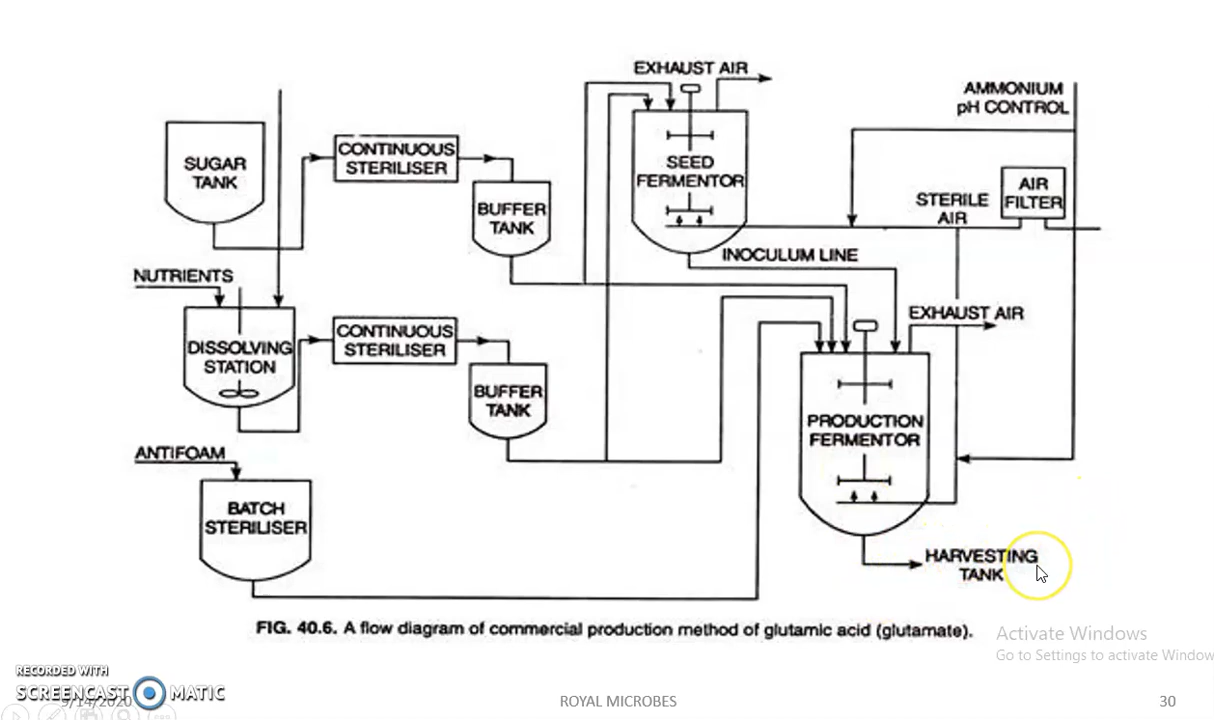 EXHAUST AIR
AMMONIUM
pH CONTROL
SUGAR
TANK
CONTINUOUS
STERILISER
BUFFER
TANK
SEED
FERMENTOR
STERILE
AIR
AIR
FILTER
INOCULUM LINE
NUTRIENTS
DISSOLVING
STATION
CONTINUOUS
STERILISER
BUFFER
TANK
EXHAUST AIR
PRODUCTION
FERMENTOR
ANTIFOAM
BATCH
STERILISER
HARVESTING
TANK
FIG. 40.6. A flow diagram of commercial production method of glutamic acid (glutamate).
Activate Windows
Go to Settings to activate Window
RECORDED WITH
SCREENCAST MATIC
9/14/2020
ROYAL MICROBES
30